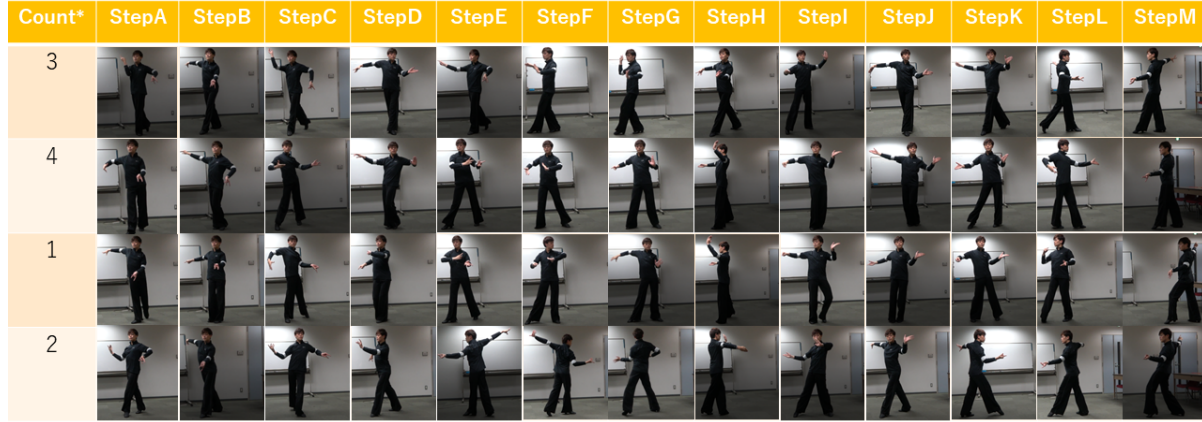 Count* StepA StepB StepC StepD StepE StepF StepG StepH StepI StepJ StepK StepL StepM
3
4
1
2